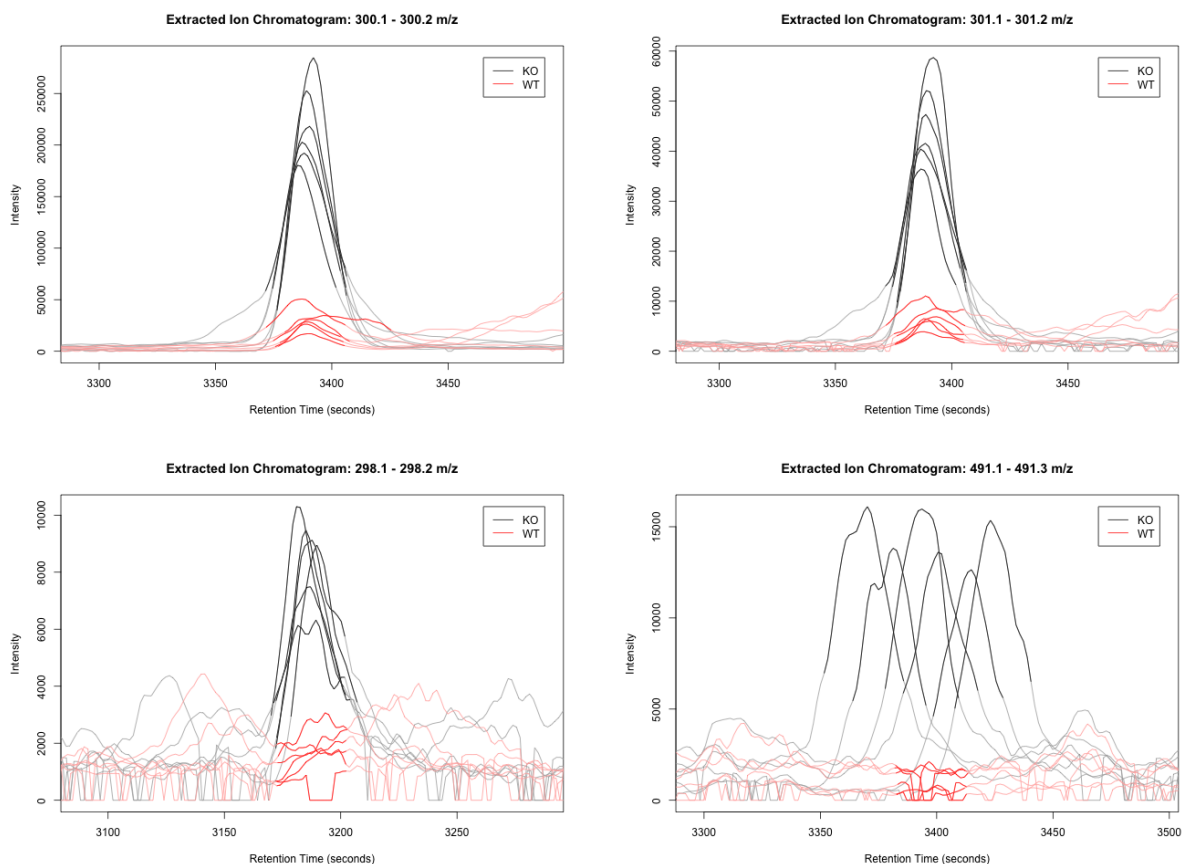 Extracted Ion Chromatogram: 300.1 - 300.2 m/z
KO
WT
Intensity
0
50000
100000
150000
200000
250000
3300
3350
3400
3450
Retention Time (seconds)
Extracted Ion Chromatogram: 301.1 - 301.2 m/z
KO
WT
Intensity
0
10000
20000
30000
40000
50000
60000
3300
3350
3400
3450
Retention Time (seconds)
Extracted Ion Chromatogram: 298.1 - 298.2 m/z
KO
WT
Intensity
0
2000
4000
6000
8000
10000
3100
3150
3200
3250
Retention Time (seconds)
Extracted Ion Chromatogram: 491.1 - 491.3 m/z
KO
WT
Intensity
0
5000
10000
15000
3300
3350
3400
3450
3500
Retention Time (seconds)